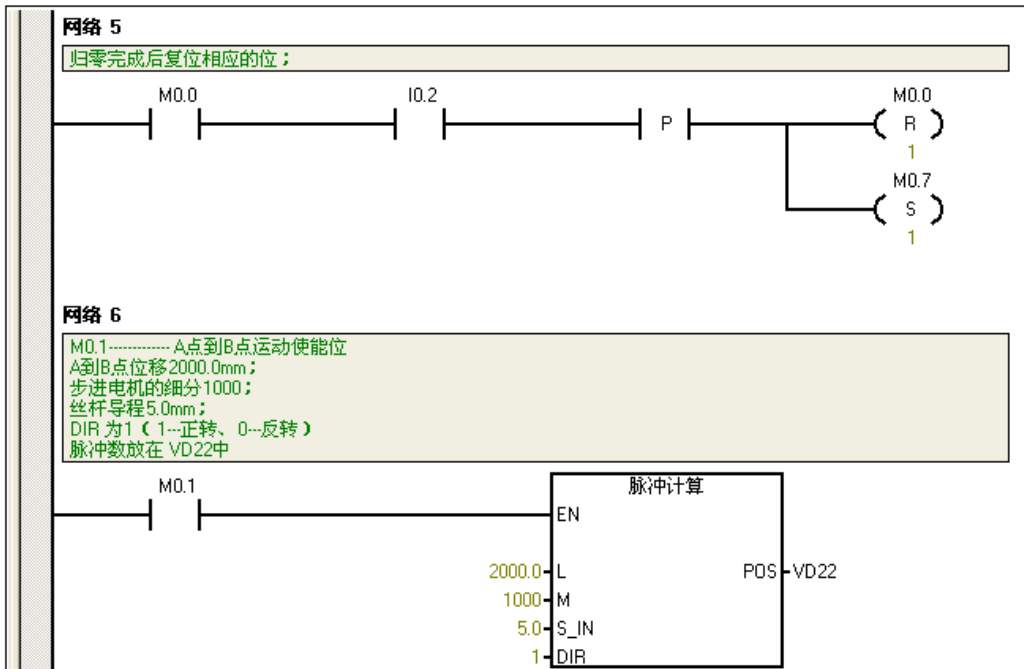 网络 5
归零完成后复位相应的位；
M0.0 I0.2 M0.0
P R
1
M0.7
S
1
网络 6
M0.1------------ A点到B点运动使能位
A到B点位移2000.0mm；
步进电机的细分1000；
丝杆导程5.0mm；
DIR 为1 ( 1---正转、0---反转 )
脉冲数放在 VD22中
M0.1 脉冲计算
EN
2000.0 L POS VD22
1000 M
5.0 S_IN
1 DIR